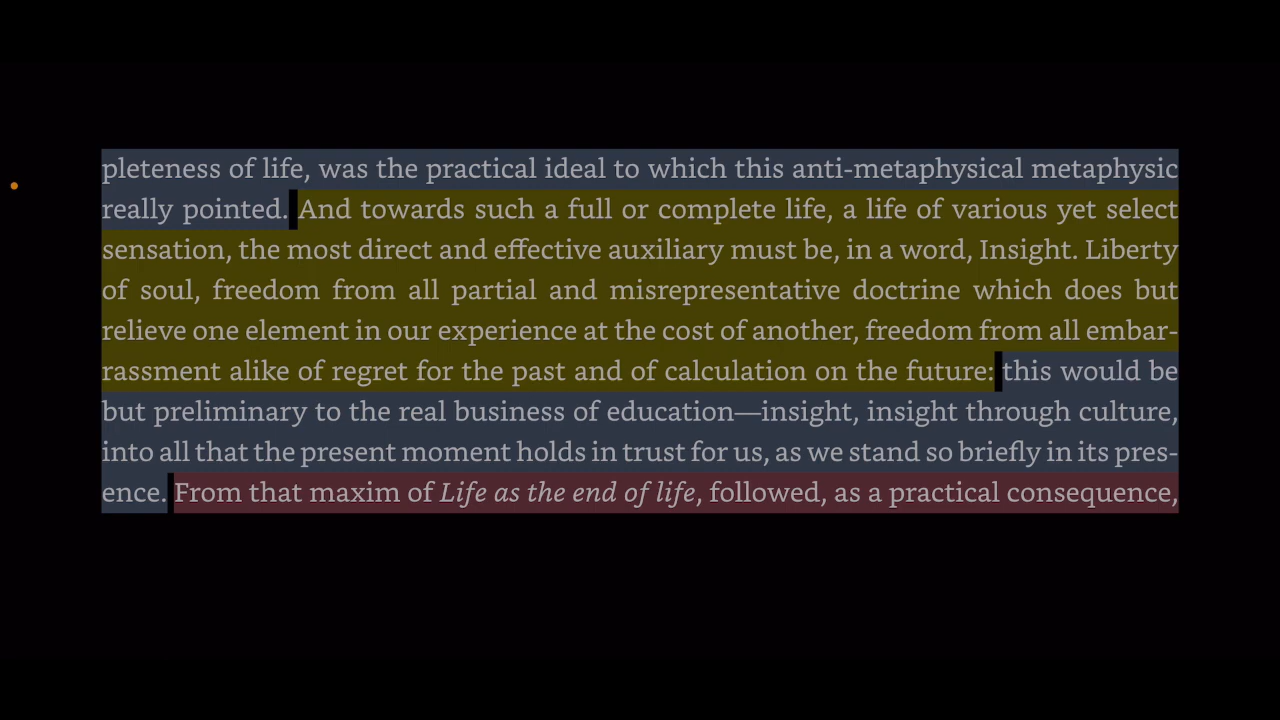 pleteness of life, was the practical ideal to which this anti-metaphysical metaphysic
really pointed. And towards such a full or complete life, a life of various yet select
sensation, the most direct and effective auxiliary must be, in a word, Insight. Liberty
of soul, freedom from all partial and misrepresentative doctrine which does but
relieve one element in our experience at the cost of another, freedom from all embar-
rassment alike of regret for the past and of calculation on the future: this would be
but preliminary to the real business of education—insight, insight through culture,
into all that the present moment holds in trust for us, as we stand so briefly in its pres-
ence. From that maxim of Life as the end of life, followed, as a practical consequence,